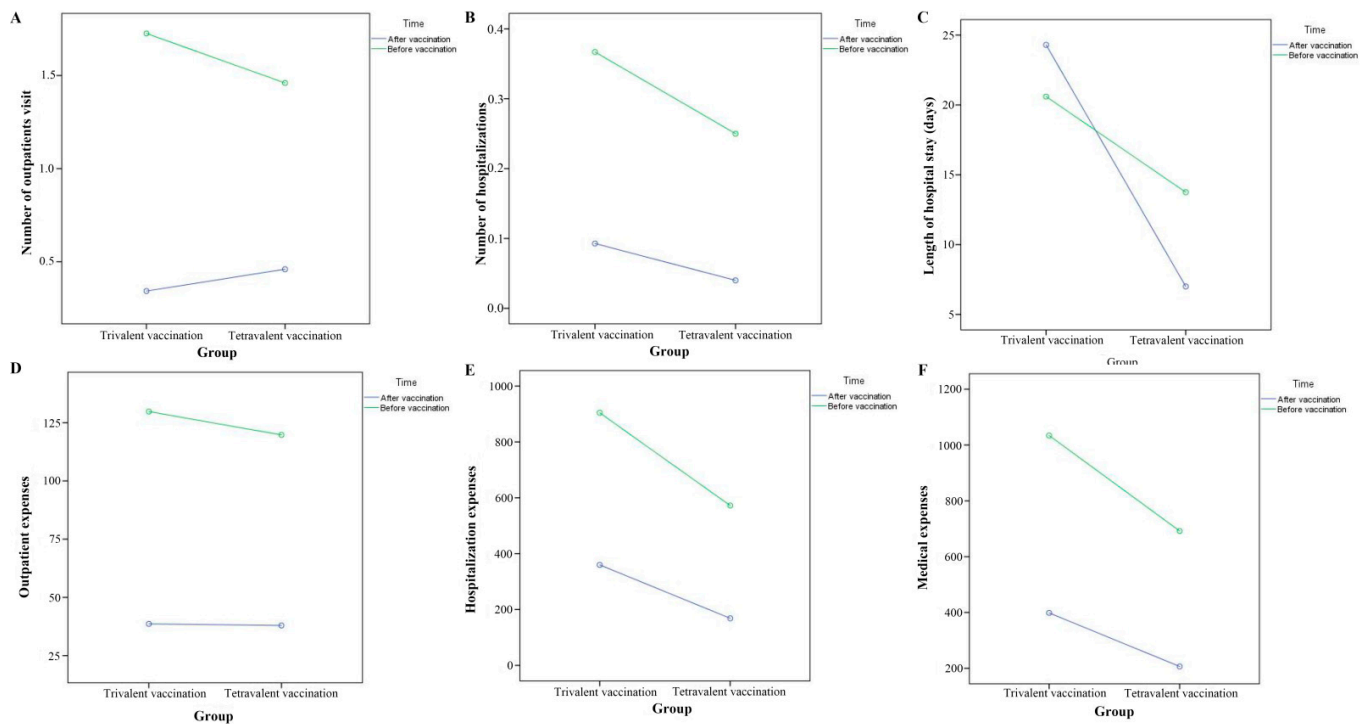 A
Number of outpatients visit
1.5
1.0
0.5
Trivalent vaccination Tetravalent vaccination
Group
Time
After vaccination
Before vaccination
B
Number of hospitalizations
0.4
0.3
0.2
0.1
0.0
Trivalent vaccination Tetravalent vaccination
Group
Time
After vaccination
Before vaccination
C
Length of hospital stay (days)
25
20
15
10
5
Trivalent vaccination Tetravalent vaccination
Group
Time
After vaccination
Before vaccination
D
Outpatient expenses
125
100
75
50
25
Trivalent vaccination Tetravalent vaccination
Group
Time
After vaccination
Before vaccination
E
Hospitalization expenses
1000
800
600
400
200
0
Trivalent vaccination Tetravalent vaccination
Group
Time
After vaccination
Before vaccination
F
Medical expenses
1200
1000
800
600
400
200
Trivalent vaccination Tetravalent vaccination
Group
Time
After vaccination
Before vaccination